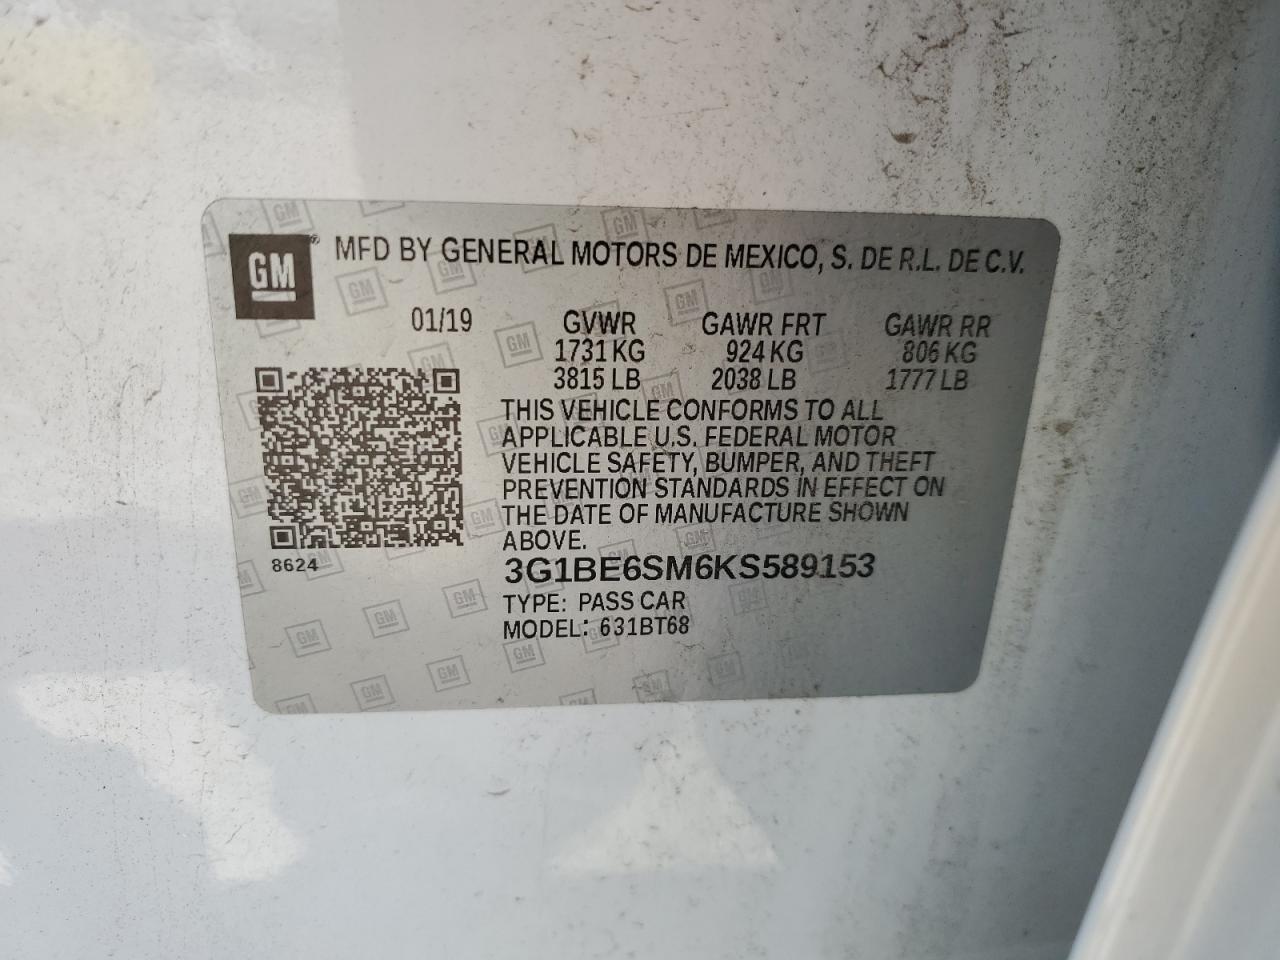 GM® MFD BY GENERAL MOTORS DE MEXICO, S. DE R.L. DE C.V.
01/19 GVWR GAWR FRT GAWR RR
1731 KG 924 KG 806 KG
3815 LB 2038 LB 1777 LB
THIS VEHICLE CONFORMS TO ALL
APPLICABLE U.S. FEDERAL MOTOR
VEHICLE SAFETY, BUMPER, AND THEFT
PREVENTION STANDARDS IN EFFECT ON
THE DATE OF MANUFACTURE SHOWN
ABOVE.
8624
3G1BE6SM6KS589153
TYPE: PASS CAR
MODEL: 631BT68